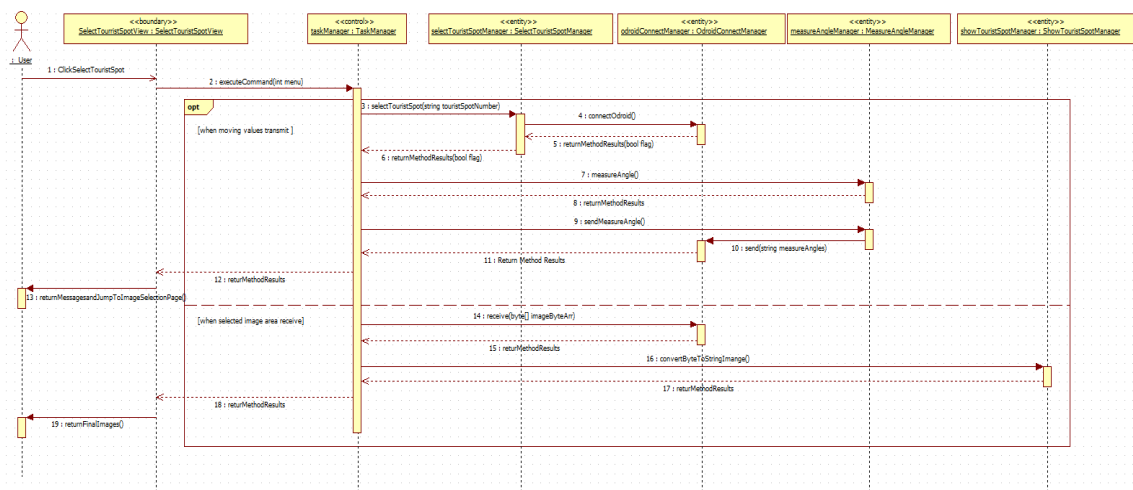 <<boundary>>
SelectTourristSpotView : SelectTouristSpotView
<<control>>
taskManager : TaskManager
<<entity>>
selectTouristSpotManager : SelectTouristSpotManager
<<entity>>
odroidConnectManager : OdroidConnectManager
<<entity>>
measureAngleManager : MeasureAngleManager
<<entity>>
showTouristSpotManager : ShowTouristSpotManager
: User
1 : ClickSelectTouristSpot
2 : executeCommand(int menu)
opt
3 : selectTouristSpot(string touristSpotNumber)
[when moving values transmit ]
4 : connectOdroid()
5 : returnMethodResults(bool flag)
6 : returnMethodResults(bool flag)
7 : measureAngle()
8 : returnMethodResults
9 : sendMeasureAngle()
10 : send(string measureAngles)
11 : Return Method Results
12 : returMethodResults
13 : returnMessagesandJumpToImageSelectionPage()
[when selected image area receive]
14 : receive(byte[] imageByteArr)
15 : returMethodResults
16 : convertByteToStringImange()
17 : returMethodResults
18 : returMethodResults
19 : returnFinalImages()